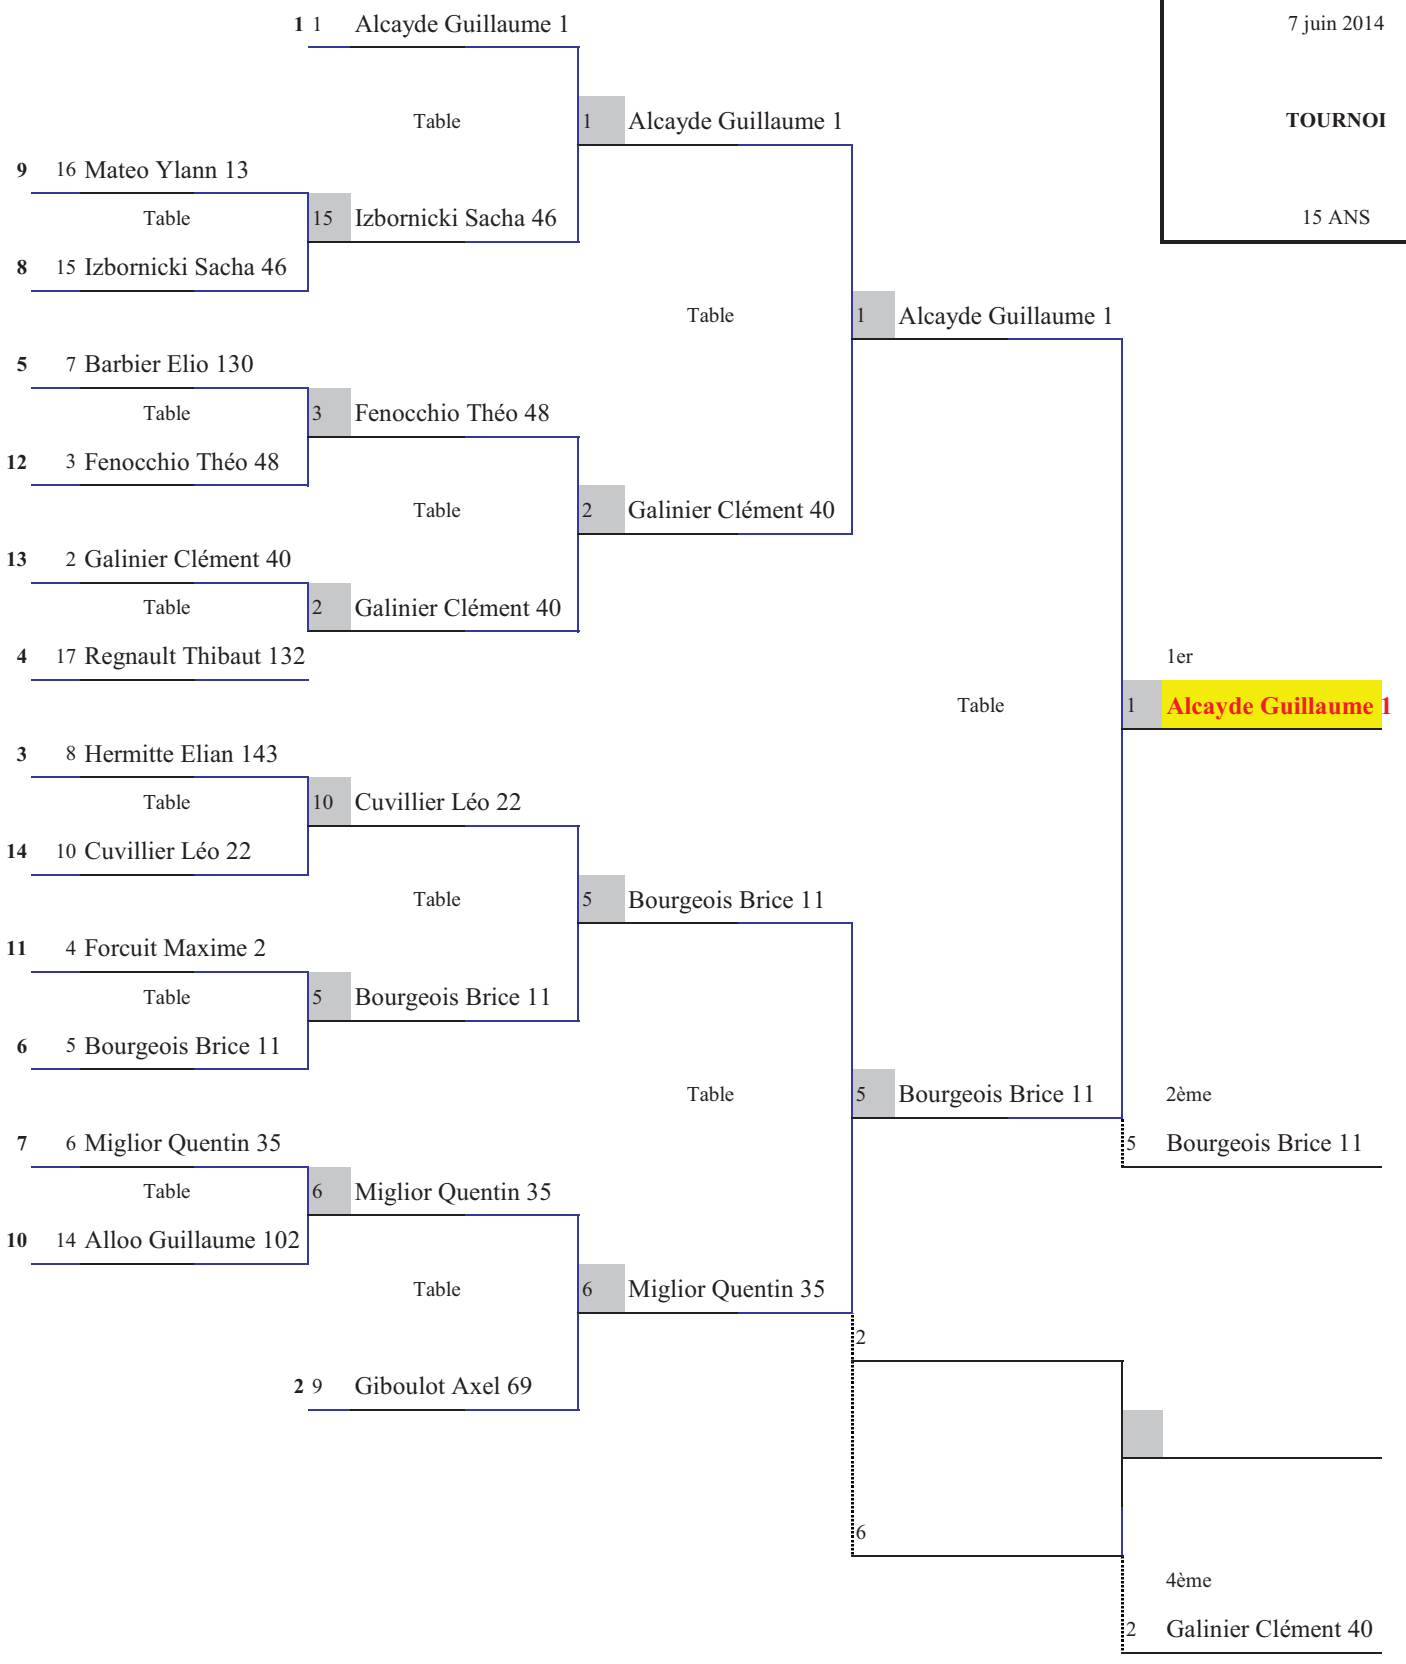 1 1 Alcayde Guillaume 1
7 juin 2014
Table
1 Alcayde Guillaume 1
TOURNOI
9 16 Mateo Ylann 13
Table
15 Izbornicki Sacha 46
15 ANS
8 15 Izbornicki Sacha 46
Table
1 Alcayde Guillaume 1
5 7 Barbier Elio 130
Table
3 Fenocchio Théo 48
12 3 Fenocchio Théo 48
Table
2 Galinier Clément 40
13 2 Galinier Clément 40
Table
2 Galinier Clément 40
4 17 Regnault Thibaut 132
1er
Table
1 Alcayde Guillaume 1
3 8 Hermitte Elian 143
Table
10 Cuvillier Léo 22
14 10 Cuvillier Léo 22
Table
5 Bourgeois Brice 11
11 4 Forcuit Maxime 2
Table
5 Bourgeois Brice 11
6 5 Bourgeois Brice 11
Table
5 Bourgeois Brice 11
2ème
7 6 Miglior Quentin 35
5 Bourgeois Brice 11
Table
6 Miglior Quentin 35
10 14 Alloo Guillaume 102
Table
6 Miglior Quentin 35
2
2 9 Giboulot Axel 69
6
4ème
2 Galinier Clément 40